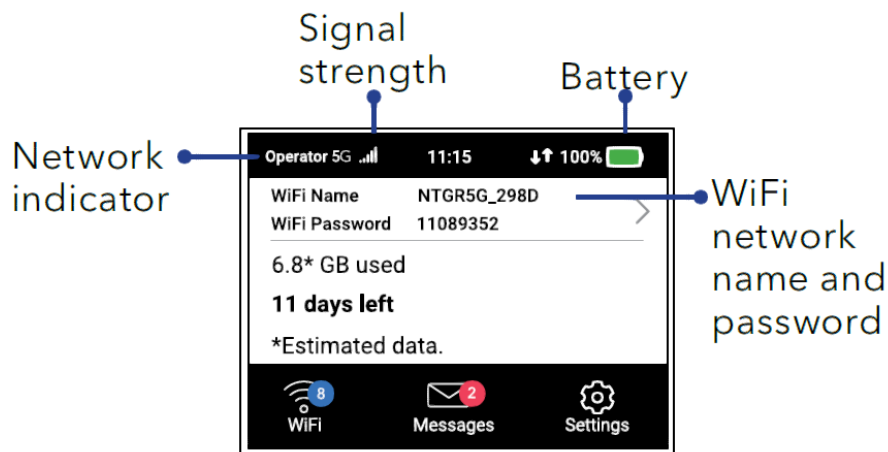 Signal
strength
Battery
Network
indicator
Operator 5G 11:15 100%
WiFi Name NTGR5G_298D
WiFi Password 11089352
WiFi
network
name and
password
6.8* GB used
11 days left
*Estimated data.
8
WiFi
2
Messages
Settings